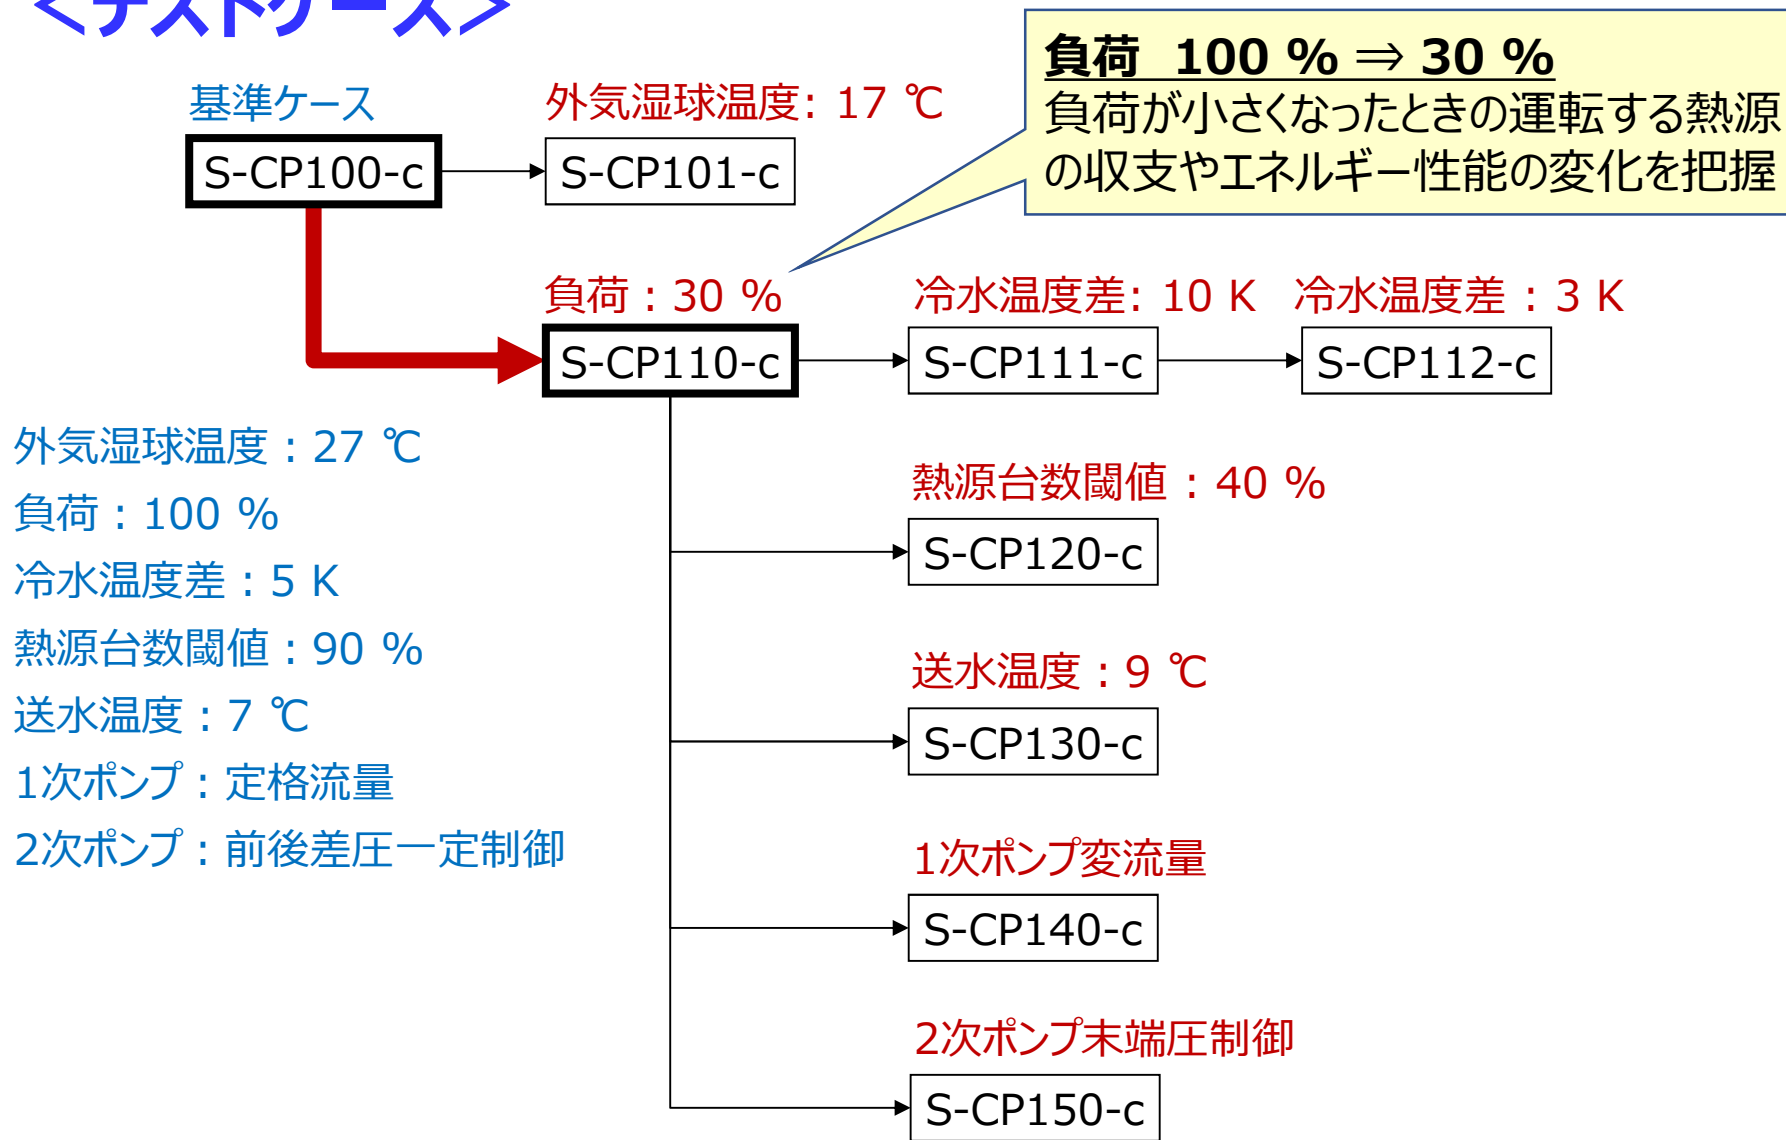 ＜テストケース＞
負荷 100 % ⇒ 30 %
負荷が小さくなったときの運転する熱源
の収支やエネルギー性能の変化を把握
基準ケース
外気湿球温度: 17 ℃
S-CP100-c
S-CP101-c
負荷：30 %
冷水温度差: 10 K
冷水温度差：3 K
S-CP110-c
S-CP111-c
S-CP112-c
外気湿球温度：27 ℃
負荷：100 %
冷水温度差：5 K
熱源台数閾値：90 %
送水温度：7 ℃
1次ポンプ：定格流量
2次ポンプ：前後差圧一定制御
熱源台数閾値：40 %
S-CP120-c
送水温度：9 ℃
S-CP130-c
1次ポンプ変流量
S-CP140-c
2次ポンプ末端圧制御
S-CP150-c